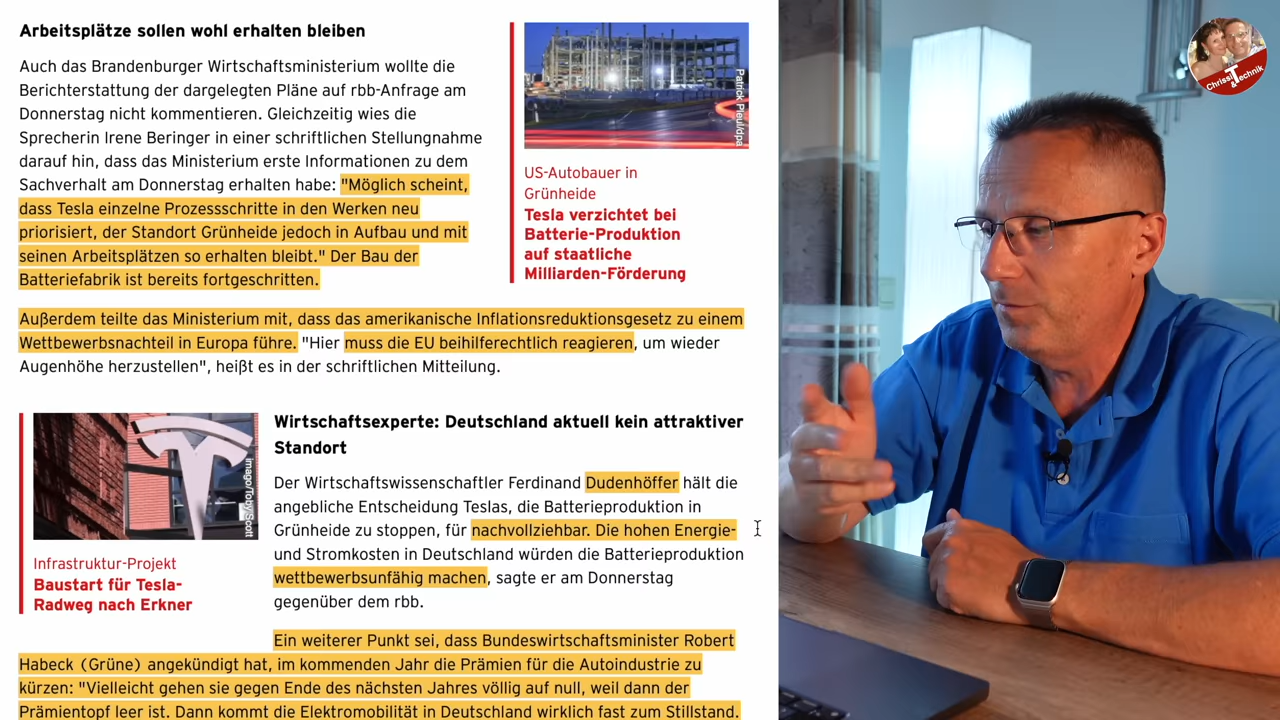 Arbeitsplätze sollen wohl erhalten bleiben
Auch das Brandenburger Wirtschaftsministerium wollte die
Berichterstattung der dargelegten Pläne auf rbb-Anfrage am
Donnerstag nicht kommentieren. Gleichzeitig wies die
Sprecherin Irene Beringer in einer schriftlichen Stellungnahme
darauf hin, dass das Ministerium erste Informationen zu dem
Sachverhalt am Donnerstag erhalten habe: "Möglich scheint,
dass Tesla einzelne Prozessschritte in den Werken neu
priorisiert, der Standort Grünheide jedoch in Aufbau und mit
seinen Arbeitsplätzen so erhalten bleibt." Der Bau der
Batteriefabrik ist bereits fortgeschritten.
Patrick Pleul/dpa
US-Autobauer in
Grünheide
Tesla verzichtet bei
Batterie-Produktion
auf staatliche
Milliarden-Förderung
Außerdem teilte das Ministerium mit, dass das amerikanische Inflationsreduktionsgesetz zu einem
Wettbewerbsnachteil in Europa führe. "Hier muss die EU beihilferechtlich reagieren, um wieder
Augenhöhe herzustellen", heißt es in der schriftlichen Mitteilung.
imago/Toby Scott
Infrastruktur-Projekt
Baustart für Tesla-
Radweg nach Erkner
Wirtschaftsexperte: Deutschland aktuell kein attraktiver
Standort
Der Wirtschaftswissenschaftler Ferdinand Dudenhöffer hält die
angebliche Entscheidung Teslas, die Batterieproduktion in
Grünheide zu stoppen, für nachvollziehbar. Die hohen Energie-
und Stromkosten in Deutschland würden die Batterieproduktion
wettbewerbsunfähig machen, sagte er am Donnerstag
gegenüber dem rbb.
Ein weiterer Punkt sei, dass Bundeswirtschaftsminister Robert
Habeck (Grüne) angekündigt hat, im kommenden Jahr die Prämien für die Autoindustrie zu
kürzen: "Vielleicht gehen sie gegen Ende des nächsten Jahres völlig auf null, weil dann der
Prämientopf leer ist. Dann kommt die Elektromobilität in Deutschland wirklich fast zum Stillstand.
Chrissi
&Technik